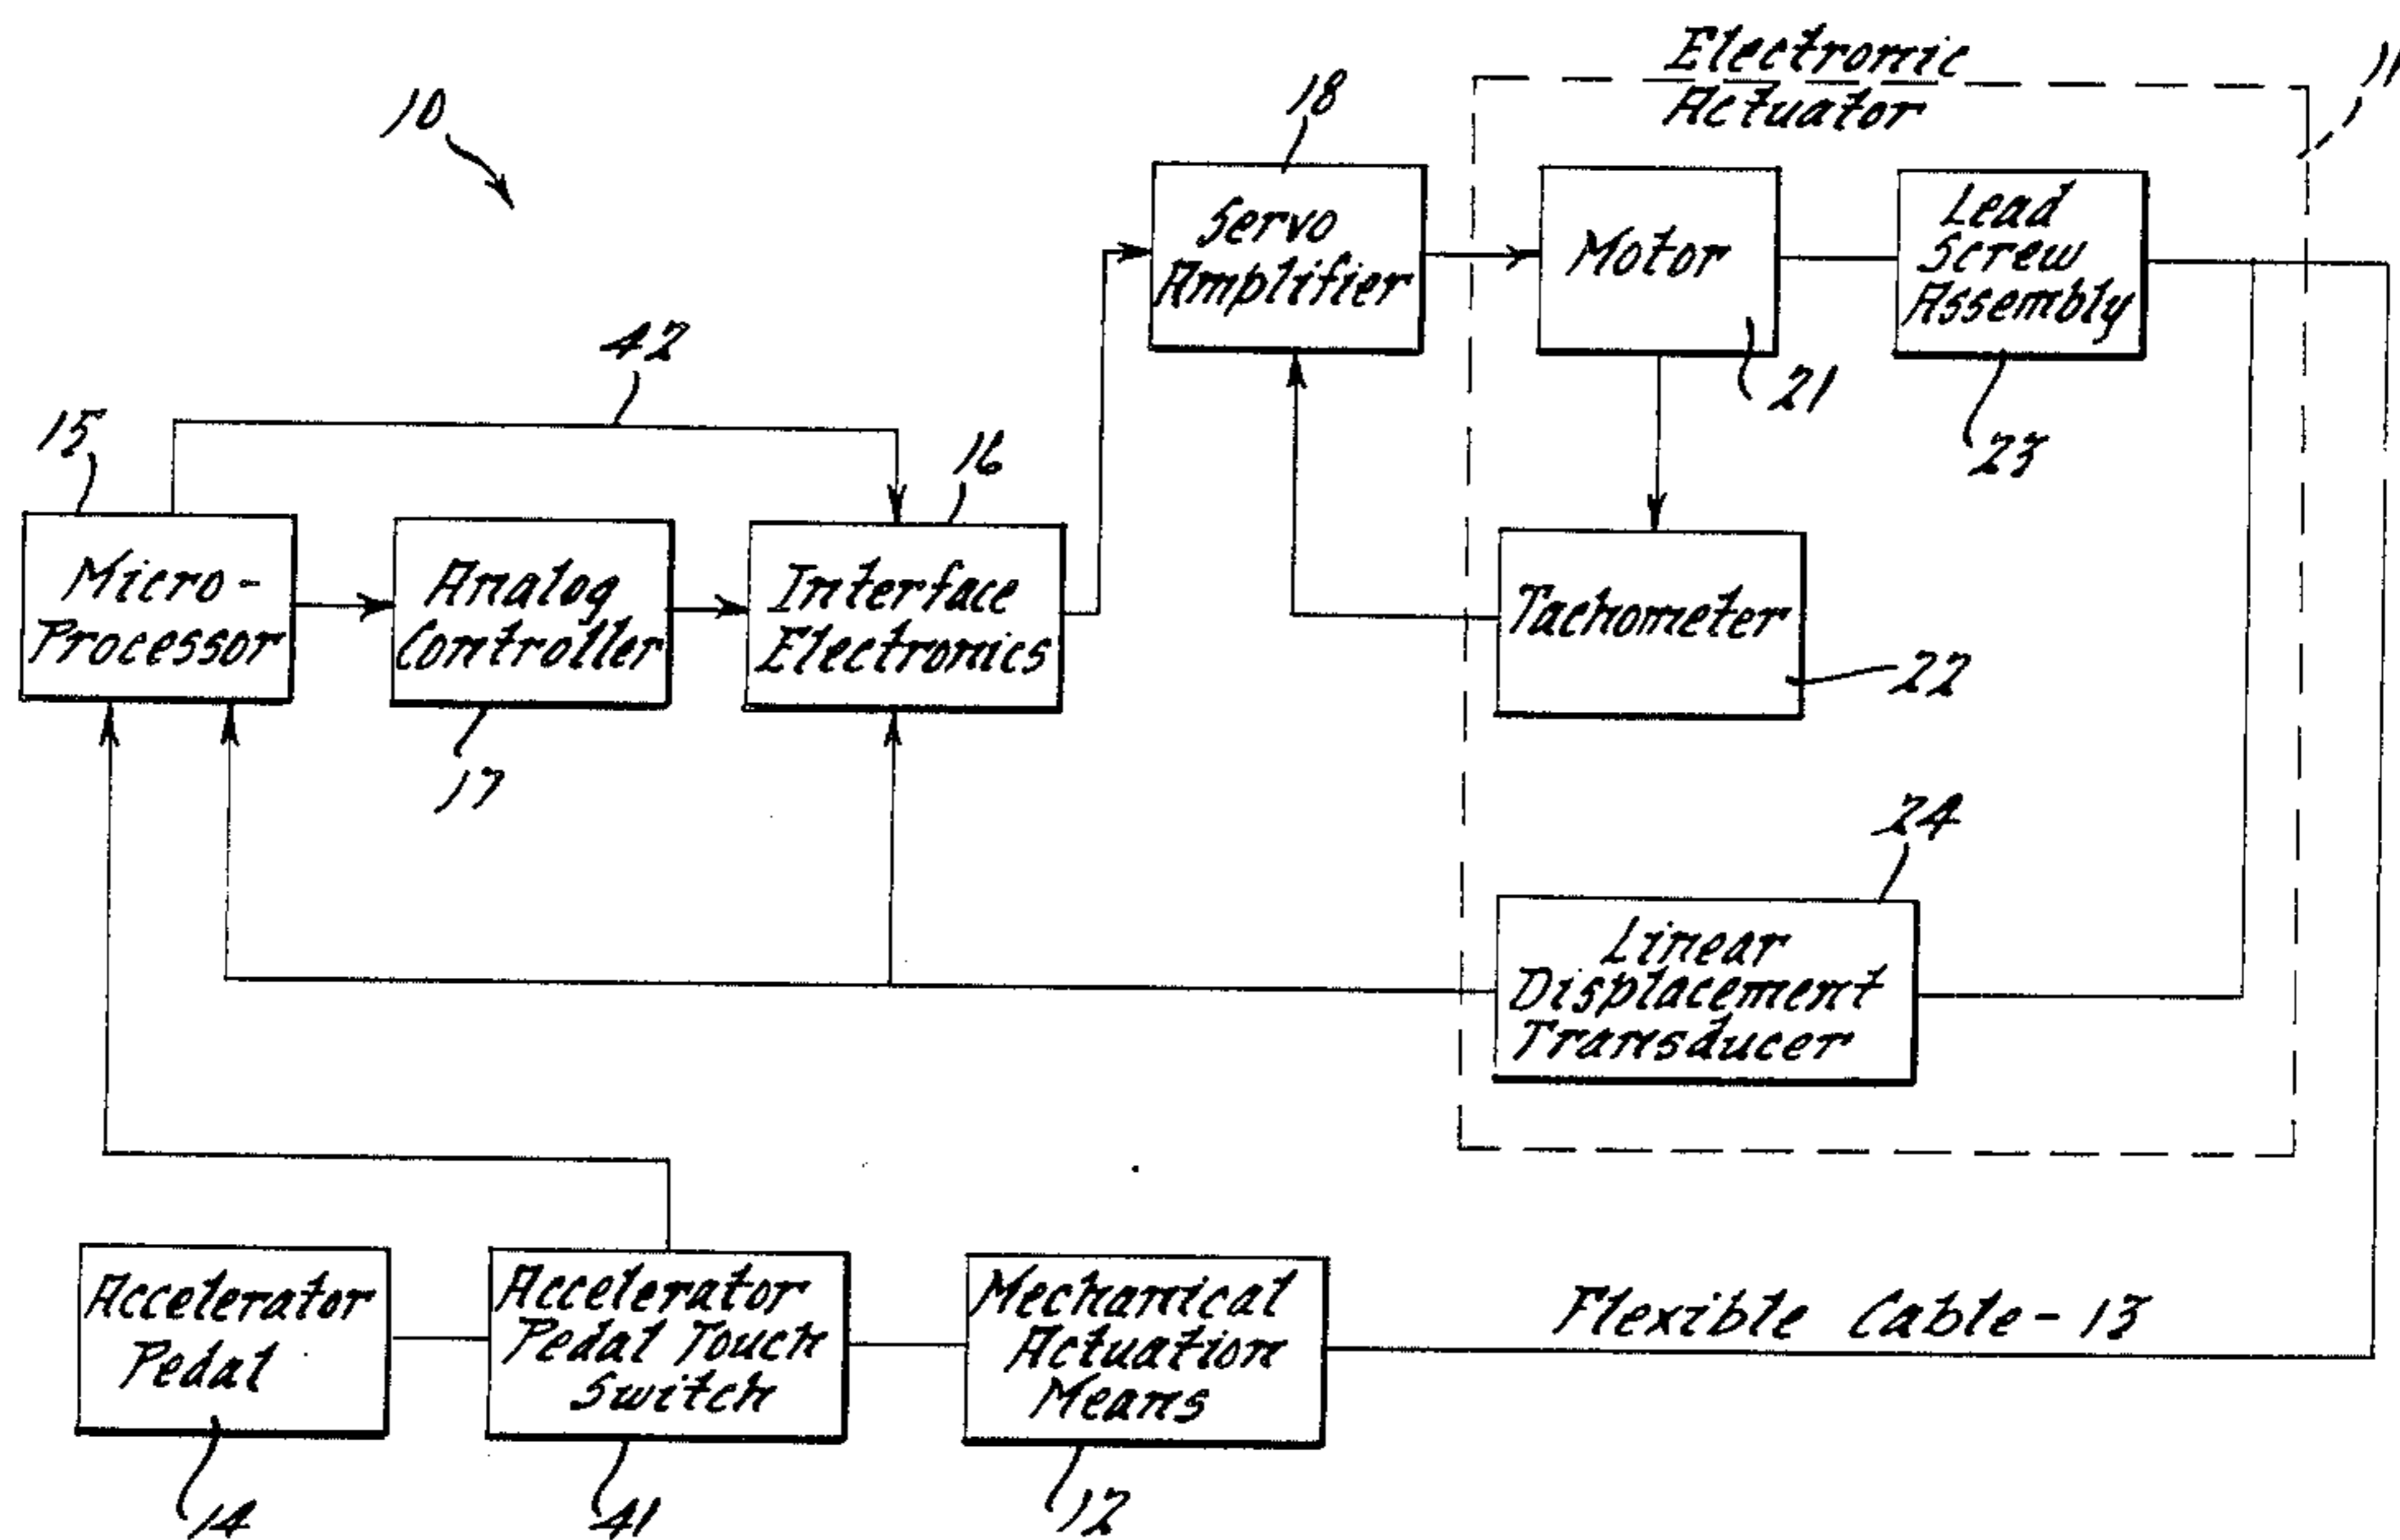 Electronic
Actuator
11
10
18
Servo
Amplifier
Motor
21
Lead
Screw
Assembly
23
42
15
Micro-
Processor
Analog
Controller
17
16
Interface
Electronics
Tachometer
22
24
Linear
Displacement
Transducer
Accelerator
Pedal
14
Accelerator
Pedal Touch
Switch
41
Mechanical
Actuation
Means
12
Flexible Cable-13